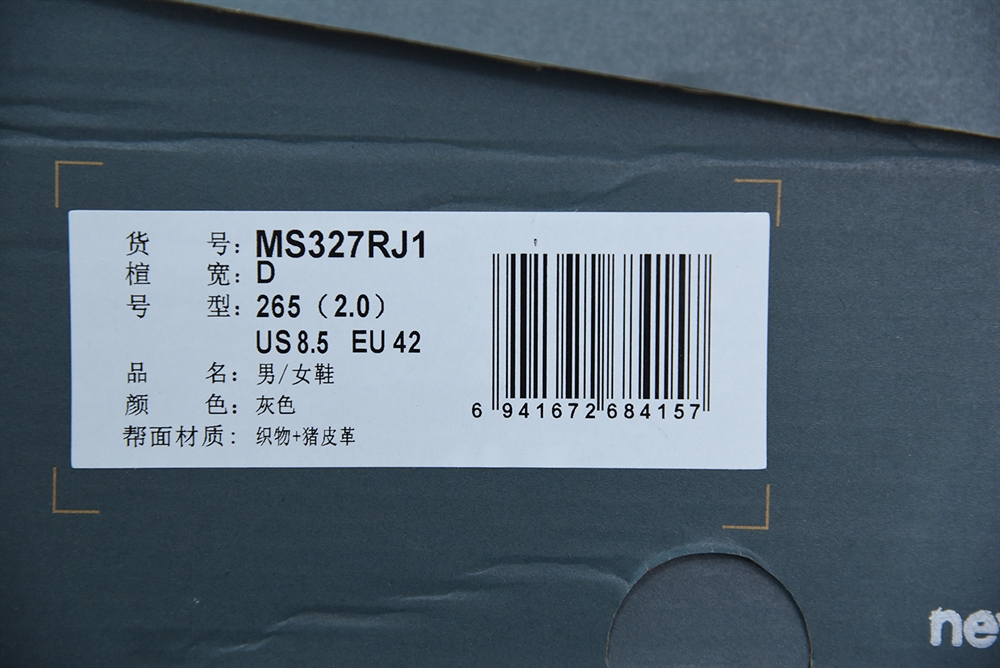 货 号: MS327RJ1
楦 宽: D
号 型: 265 (2.0)
US 8.5 EU 42
品 名: 男/女鞋
颜 色: 灰色
帮面材质: 织物+猪皮革
6 941672 684157